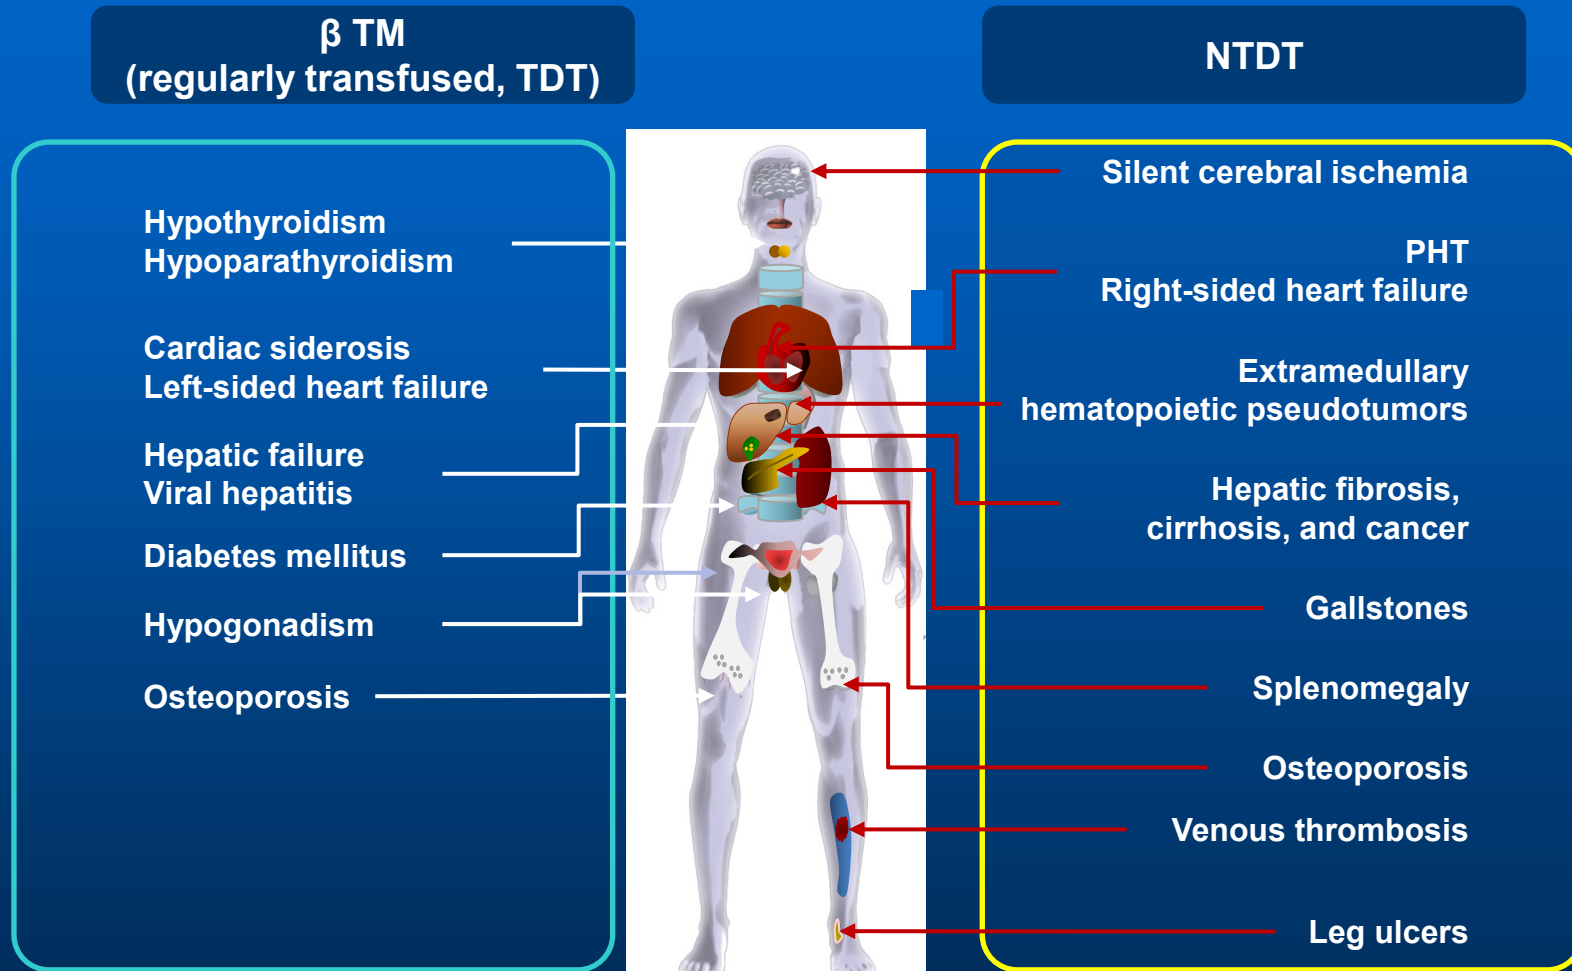 β TM
(regularly transfused, TDT)
Hypothyroidism
Hypoparathyroidism
Cardiac siderosis
Left-sided heart failure
Hepatic failure
Viral hepatitis
Diabetes mellitus
Hypogonadism
Osteoporosis
NTDT
Silent cerebral ischemia
PHT
Right-sided heart failure
Extramedullary
hematopoietic pseudotumors
Hepatic fibrosis,
cirrhosis, and cancer
Gallstones
Splenomegaly
Osteoporosis
Venous thrombosis
Leg ulcers